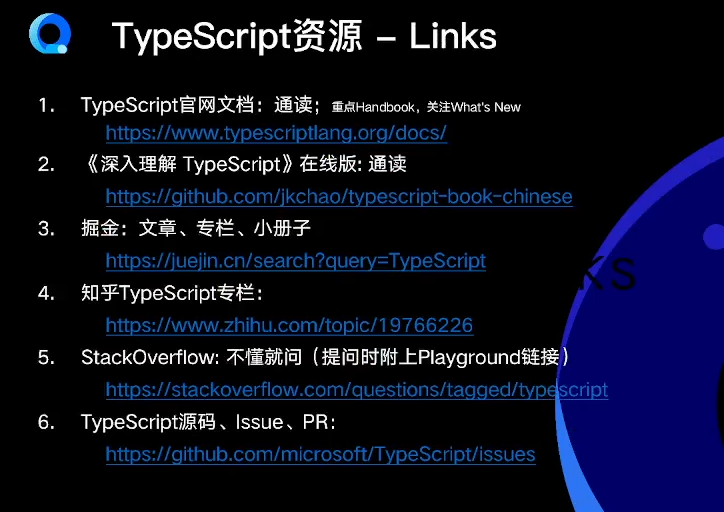 TypeScript资源 – Links
1. TypeScript官网文档：通读；重点Handbook，关注What's New
https://www.typescriptlang.org/docs/
2. 《深入理解 TypeScript》在线版: 通读
https://github.com/jkchao/typescript-book-chinese
3. 掘金：文章、专栏、小册子
https://juejin.cn/search?query=TypeScript
4. 知乎TypeScript专栏：
https://www.zhihu.com/topic/19766226
5. StackOverflow: 不懂就问（提问时附上Playground链接）
https://stackoverflow.com/questions/tagged/typescript
6. TypeScript源码、Issue、PR：
https://github.com/microsoft/TypeScript/issues